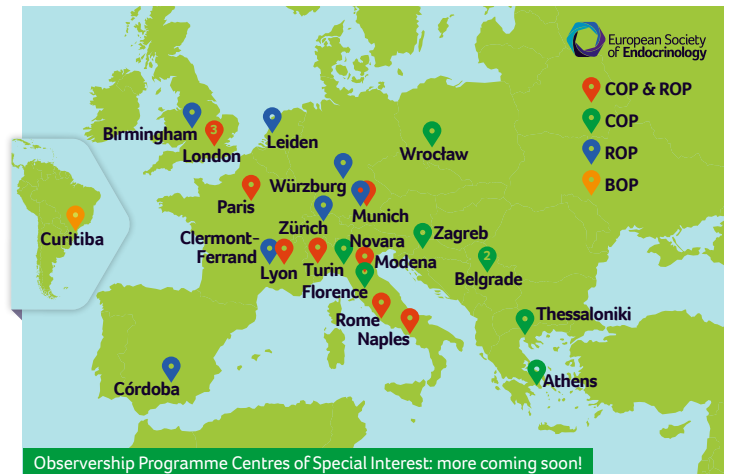 European Society
of Endocrinology
COP & ROP
COP
ROP
BOP
Birmingham
3
London
Leiden
Wrocław
Würzburg
Paris
Munich
Zürich
Curitiba
Clermont-
Ferrand
Lyon
Turin
Novara
Modena
Zagreb
2
Belgrade
Florence
Rome
Naples
Thessaloniki
Athens
Córdoba
Observership Programme Centres of Special Interest: more coming soon!